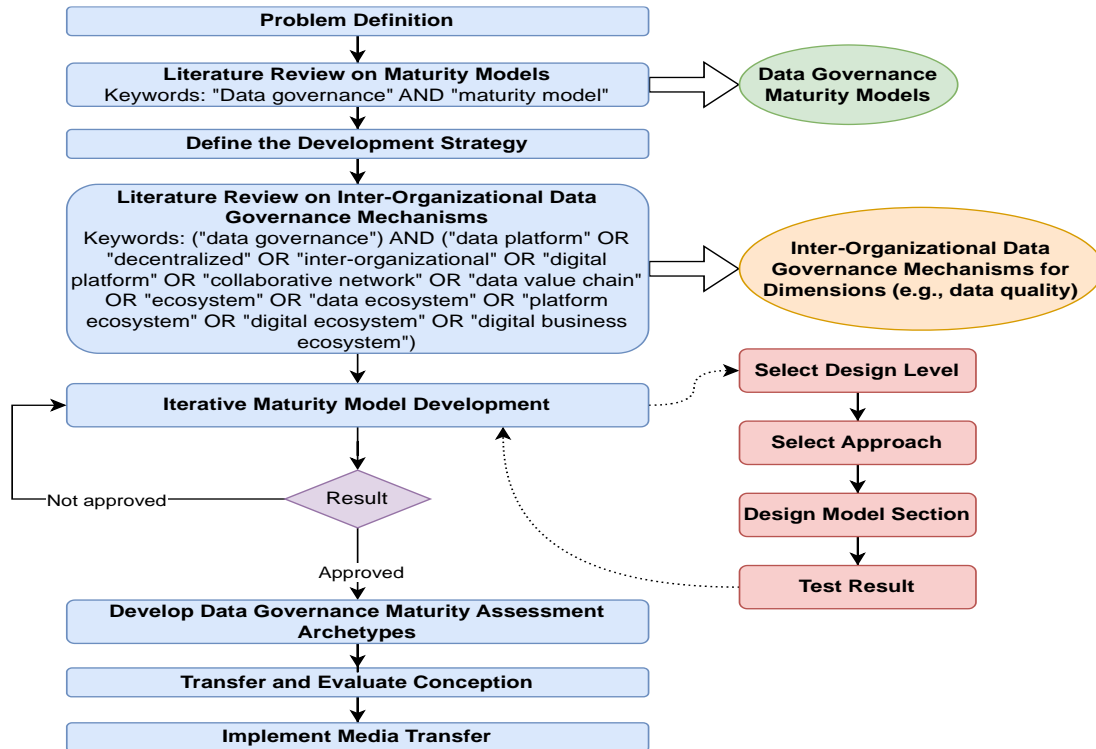 Problem Definition
Literature Review on Maturity Models
Keywords: "Data governance" AND "maturity model"
Data Governance
Maturity Models
Define the Development Strategy
Literature Review on Inter-Organizational Data
Governance Mechanisms
Keywords: ("data governance") AND ("data platform" OR
"decentralized" OR "inter-organizational" OR "digital
platform" OR "collaborative network" OR "data value chain"
OR "ecosystem" OR "data ecosystem" OR "platform
ecosystem" OR "digital ecosystem" OR "digital business
ecosystem")
Inter-Organizational Data
Governance Mechanisms for
Dimensions (e.g., data quality)
Iterative Maturity Model Development
Select Design Level
Select Approach
Design Model Section
Test Result
Result
Not approved
Approved
Develop Data Governance Maturity Assessment
Archetypes
Transfer and Evaluate Conception
Implement Media Transfer